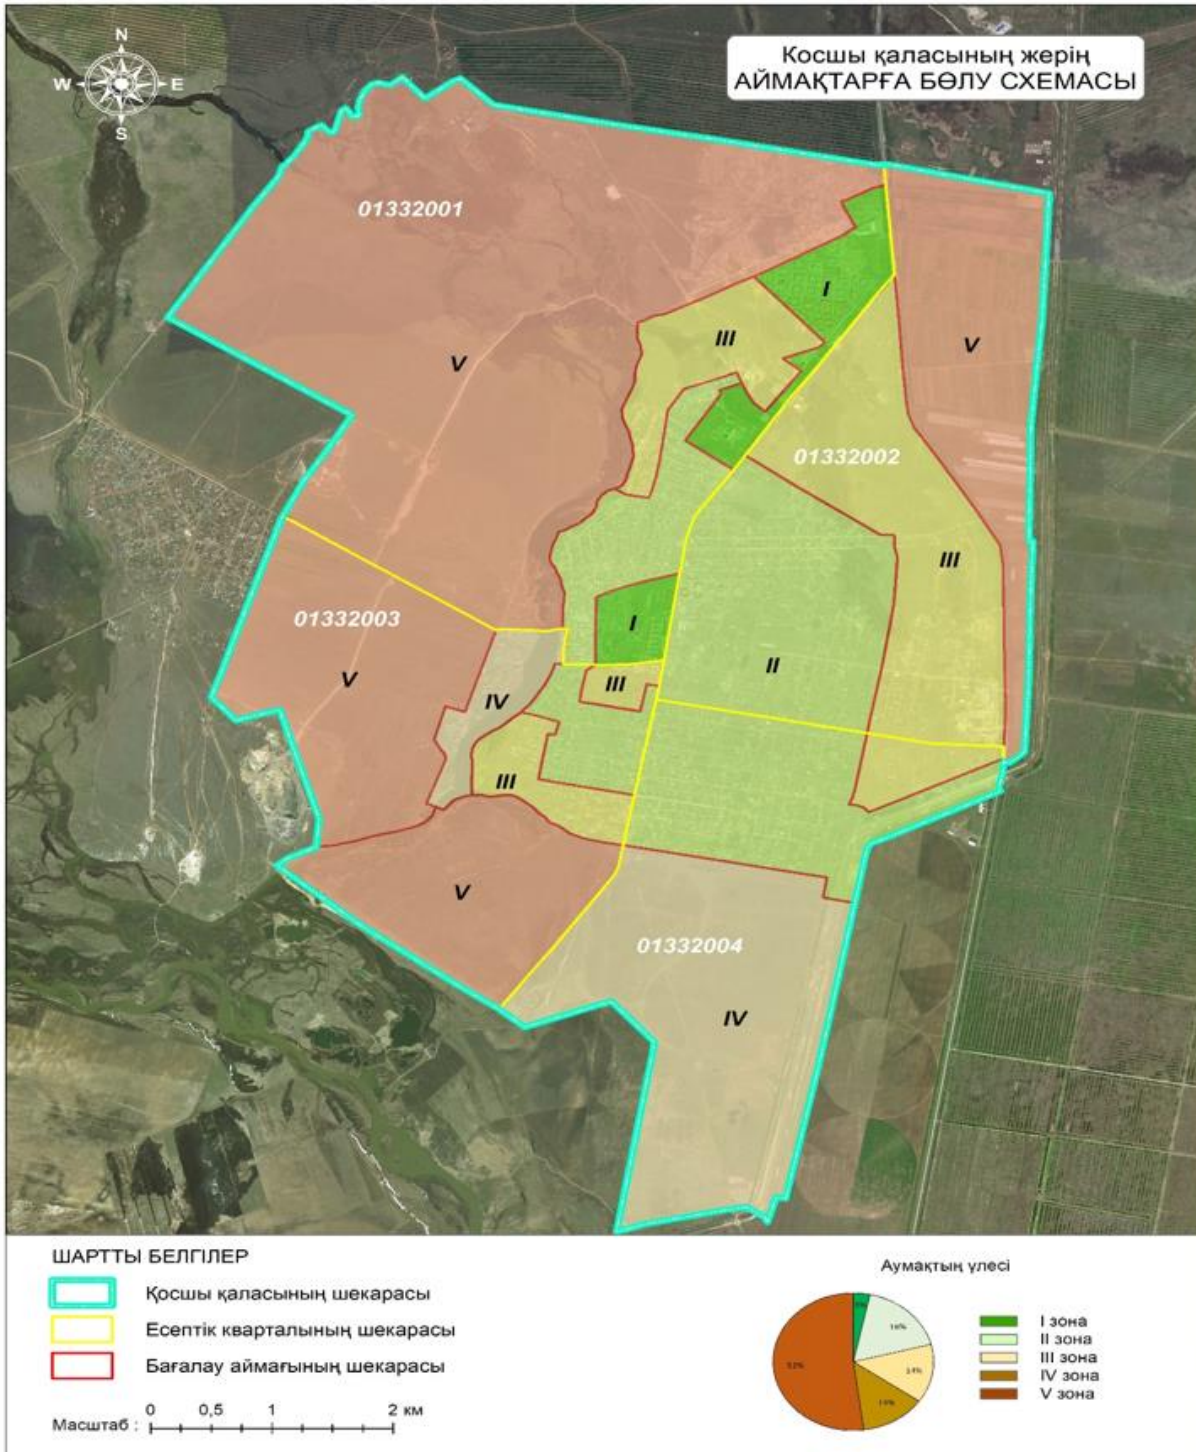 N
W E
S
Косшы қаласының жерің
АЙМАҚТАРҒА БӨЛУ СХЕМАСЫ
01332001
I
III
V
V
01332002
III
01332003
I
II
V
III
IV
III
V
01332004
IV
ШАРТТЫ БЕЛГІЛЕР
Қосшы қаласының шекарасы
Есептік кварталының шекарасы
Бағалау аймағының шекарасы
Масштаб : 0 0,5 1 2 км
Аумақтың үлесі
I зона
II зона
III зона
IV зона
V зона